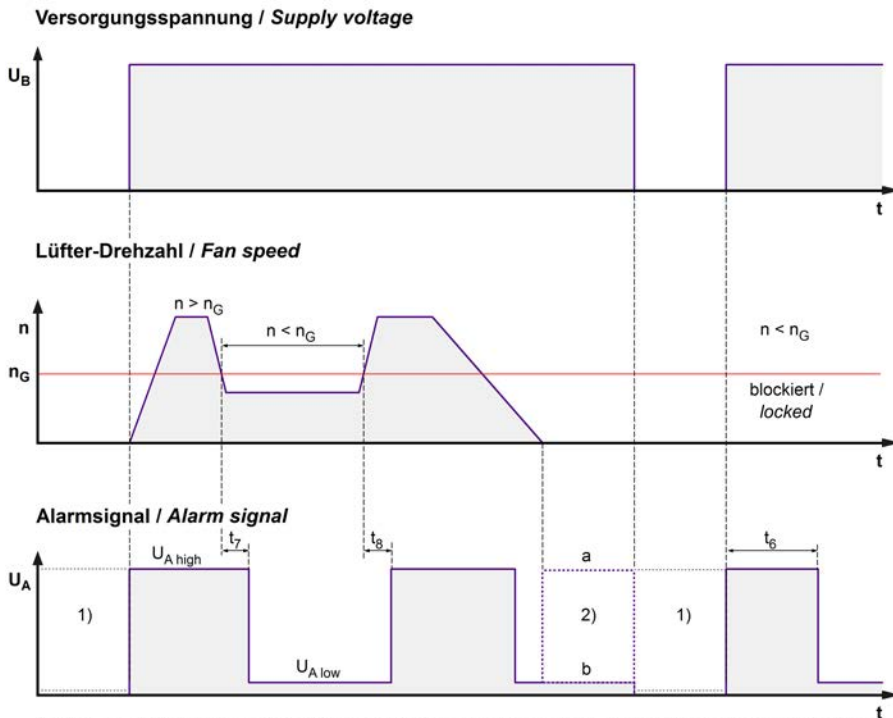 Versorgungsspannung / Supply voltage
U_B
t
Lüfter-Drehzahl / Fan speed
n
n > n_G
n < n_G
n < n_G
n_G
blockiert /
locked
t
Alarmsignal / Alarm signal
t_7
t_8
t_6
U_A high
a
U_A
1)
2)
1)
b
U_A low
t